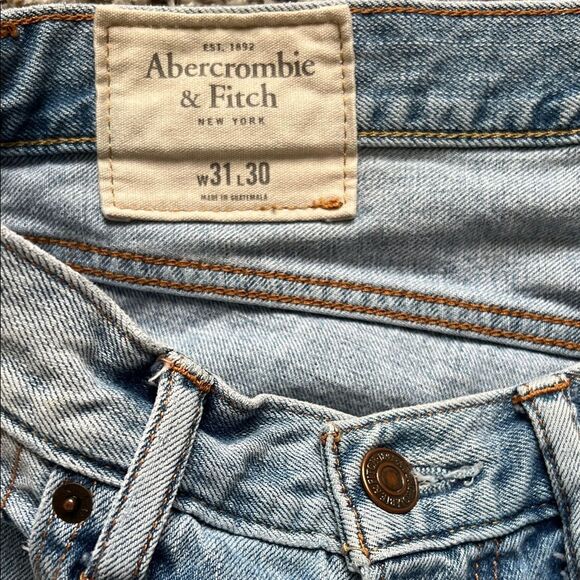 EST. 1892
Abercrombie
& Fitch
NEW YORK
W31 L30
MADE IN GUATEMALA